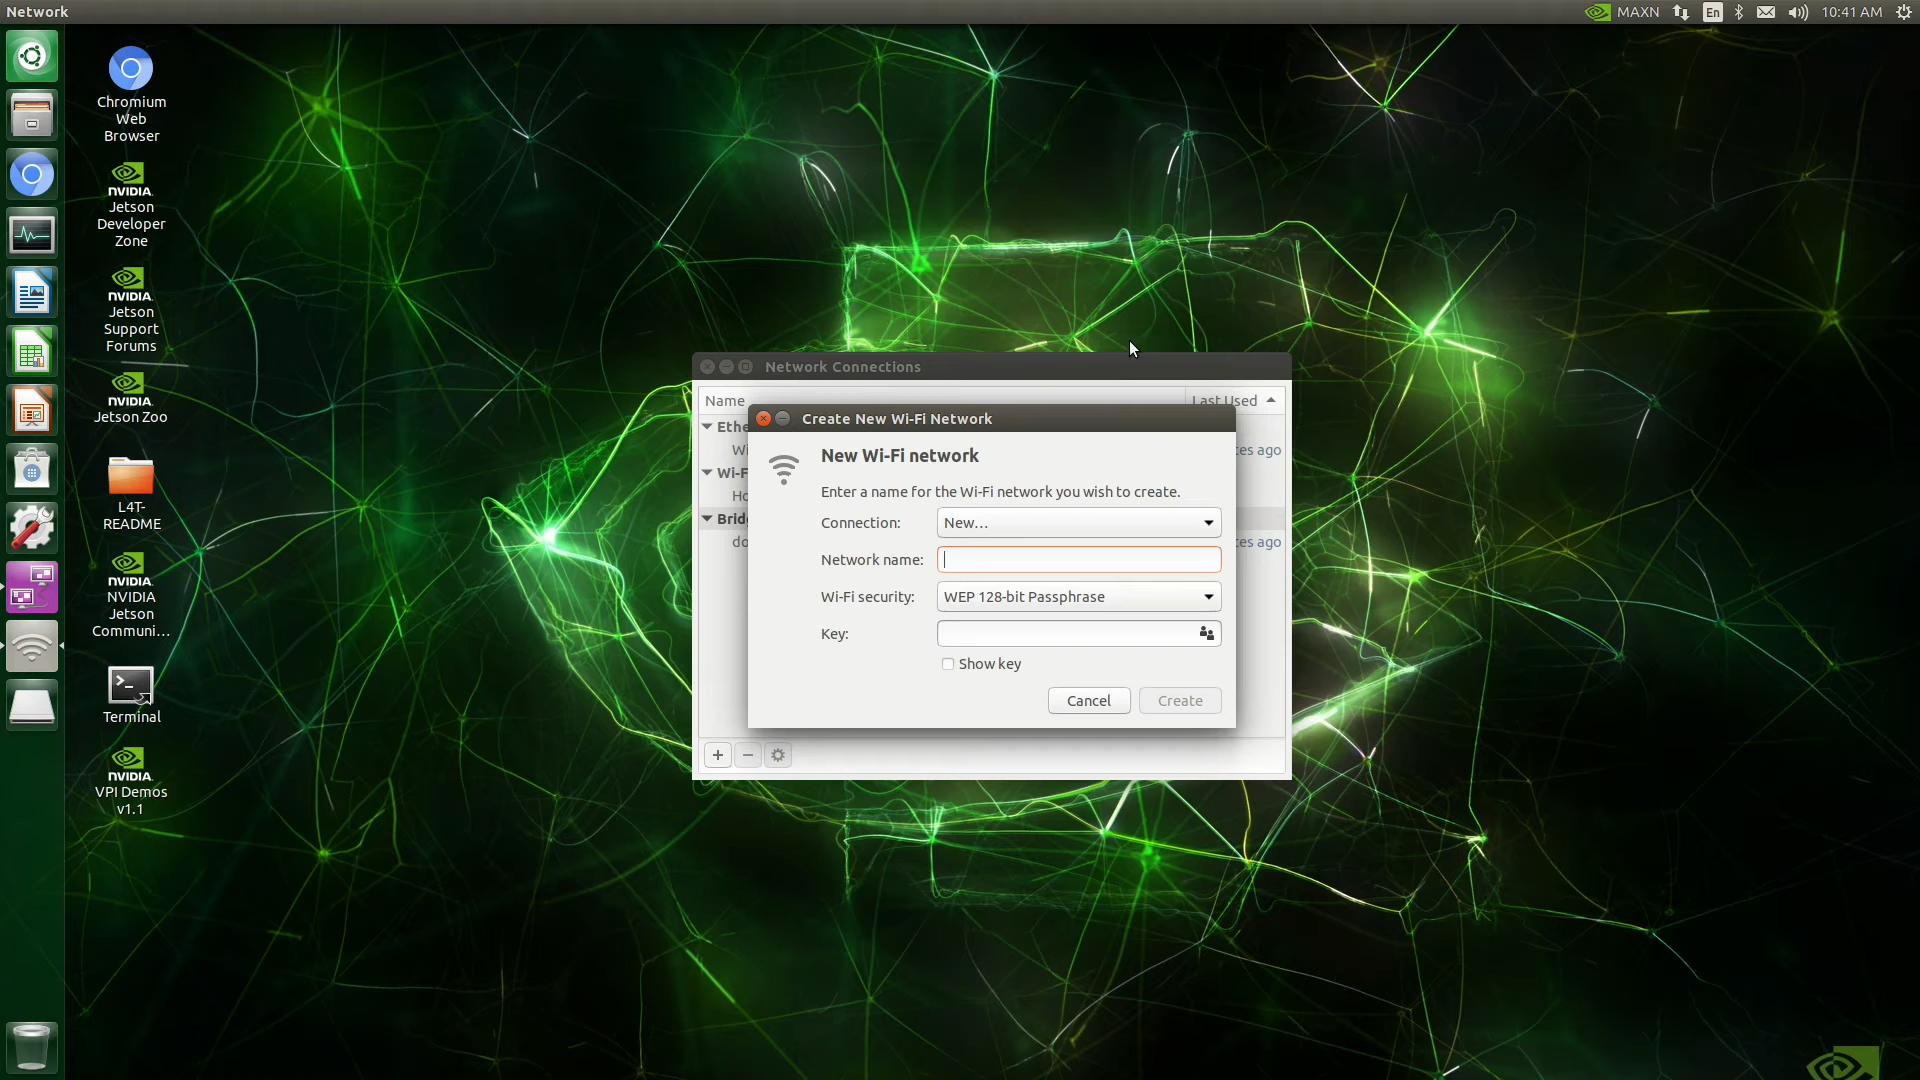 Network
MAXN
En
10:41 AM
Chromium
Web
Browser
NVIDIA.
Jetson
Developer
Zone
NVIDIA.
Jetson
Support
Forums
NVIDIA.
Jetson Zoo
L4T-
README
NVIDIA.
NVIDIA
Jetson
Communi...
Terminal
NVIDIA.
VPI Demos
v1.1
Network Connections
Name
Last Used
Create New Wi-Fi Network
New Wi-Fi network
Enter a name for the Wi-Fi network you wish to create.
Connection: New...
Network name:
Wi-Fi security: WEP 128-bit Passphrase
Key:
Show key
Cancel Create
ago
ago